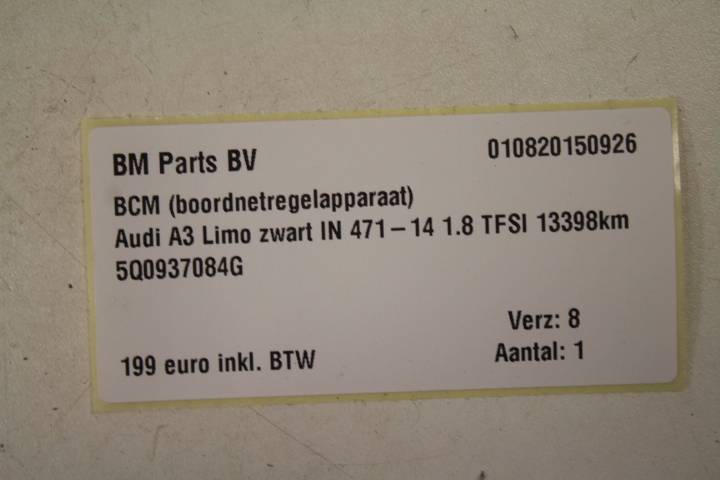 BM Parts BV 010820150926
BCM (boordnetregelapparaat)
Audi A3 Limo zwart IN 471-14 1.8 TFSI 13398km
5Q0937084G
Verz: 8
199 euro inkl. BTW Aantal: 1